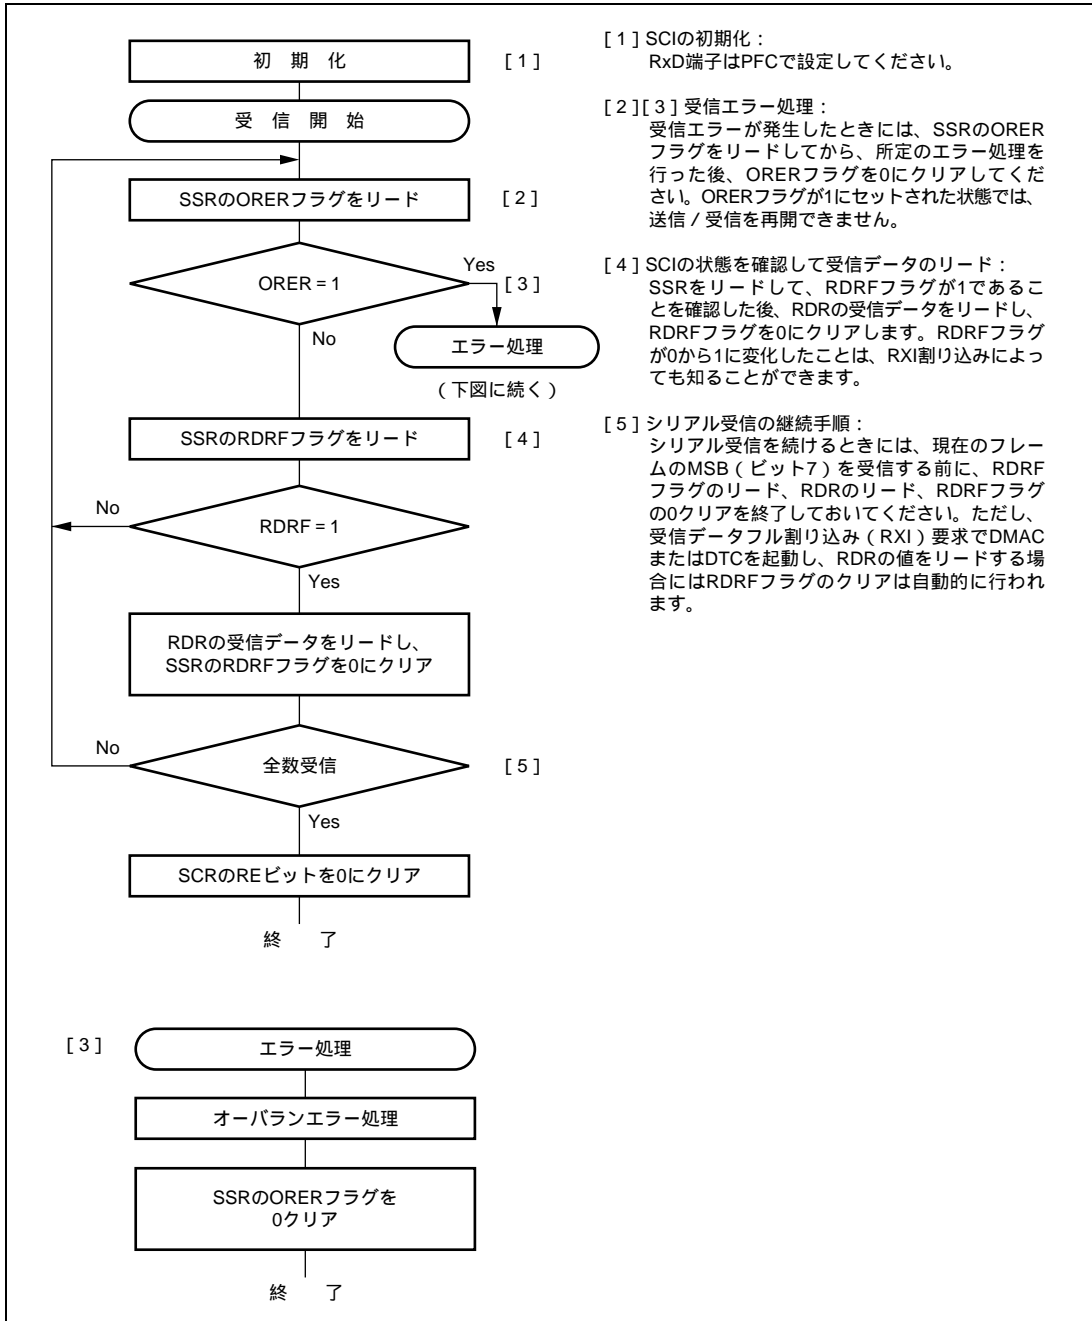 初 期 化
[ 1 ]
受 信 開 始
SSRのORERフラグをリード
[ 2 ]
ORER = 1
Yes
[ 3 ]
No
エラー処理
( 下図に続く )
SSRのRDRFフラグをリード
[ 4 ]
No
RDRF = 1
Yes
RDRの受信データをリードし、
SSRのRDRFフラグを0にクリア
No
全数受信
[ 5 ]
Yes
SCRのREビットを0にクリア
終 了
[ 3 ]
エラー処理
オーバランエラー処理
SSRのORERフラグを
0クリア
終 了
[ 1 ] SCIの初期化：
RxD端子はPFCで設定してください。
[ 2 ][ 3 ] 受信エラー処理：
受信エラーが発生したときには、SSRのORER
フラグをリードしてから、所定のエラー処理を
行った後、ORERフラグを0にクリアしてくだ
さい。ORERフラグが1にセットされた状態では、
送信 / 受信を再開できません。
[ 4 ] SCIの状態を確認して受信データのリード：
SSRをリードして、RDRFフラグが1であるこ
とを確認した後、RDRの受信データをリードし、
RDRFフラグを0にクリアします。RDRFフラグ
が0から1に変化したことは、RXI割り込みによっ
ても知ることができます。
[ 5 ] シリアル受信の継続手順：
シリアル受信を続けるときには、現在のフレー
ムのMSB（ビット7）を受信する前に、RDRF
フラグのリード、RDRのリード、RDRFフラグ
の0クリアを終了しておいてください。ただし、
受信データフル割り込み（RXI）要求でDMAC
またはDTCを起動し、RDRの値をリードする場
合にはRDRFフラグのクリアは自動的に行われ
ます。